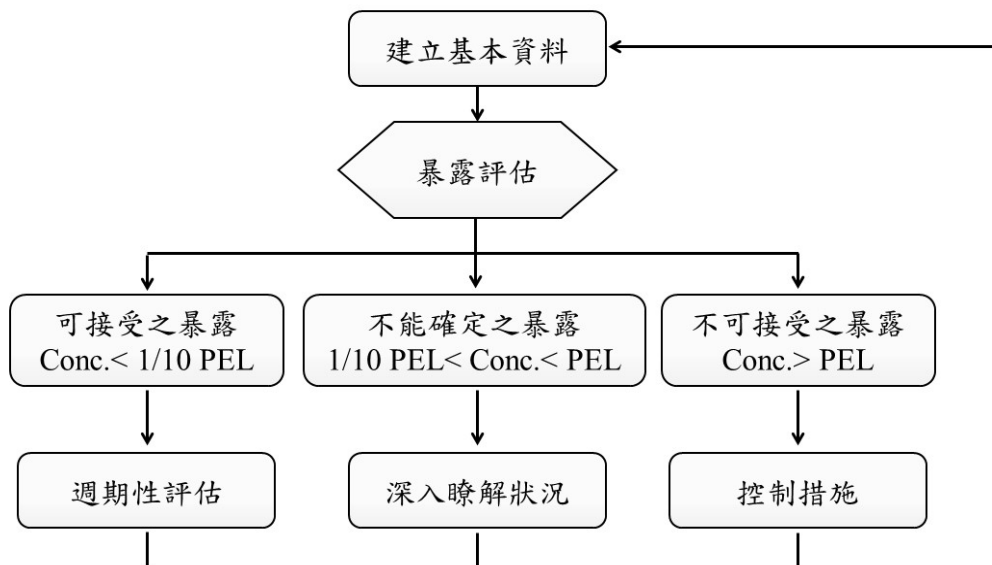 建立基本資料
暴露評估
可接受之暴露
Conc.< 1/10 PEL
不能確定之暴露
1/10 PEL< Conc.< PEL
不可接受之暴露
Conc.> PEL
週期性評估
深入瞭解狀況
控制措施